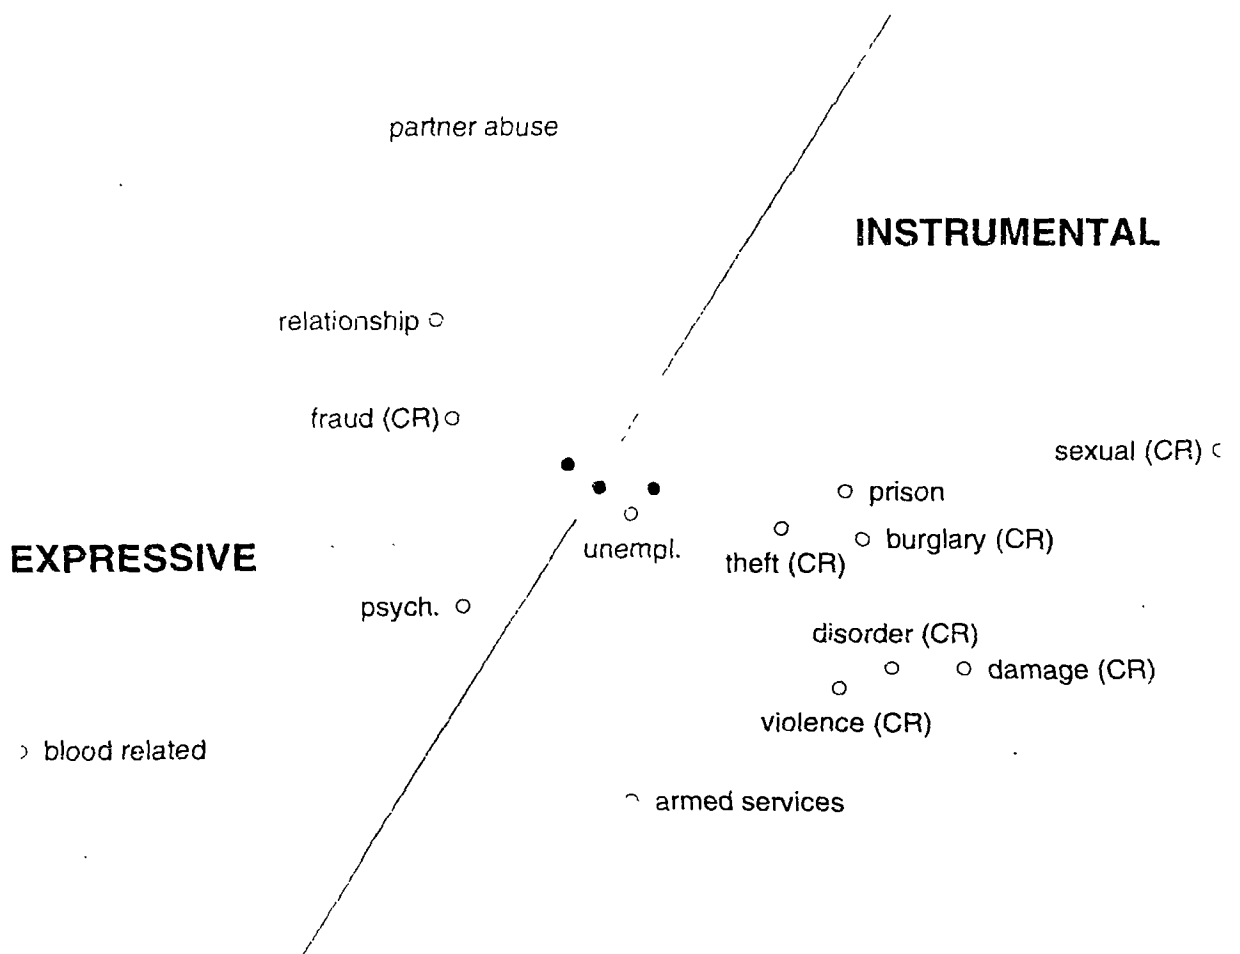 partner abuse
INSTRUMENTAL
relationship
fraud (CR)
sexual (CR)
prison
burglary (CR)
unempl.
theft (CR)
EXPRESSIVE
psych.
disorder (CR)
damage (CR)
violence (CR)
blood related
armed services